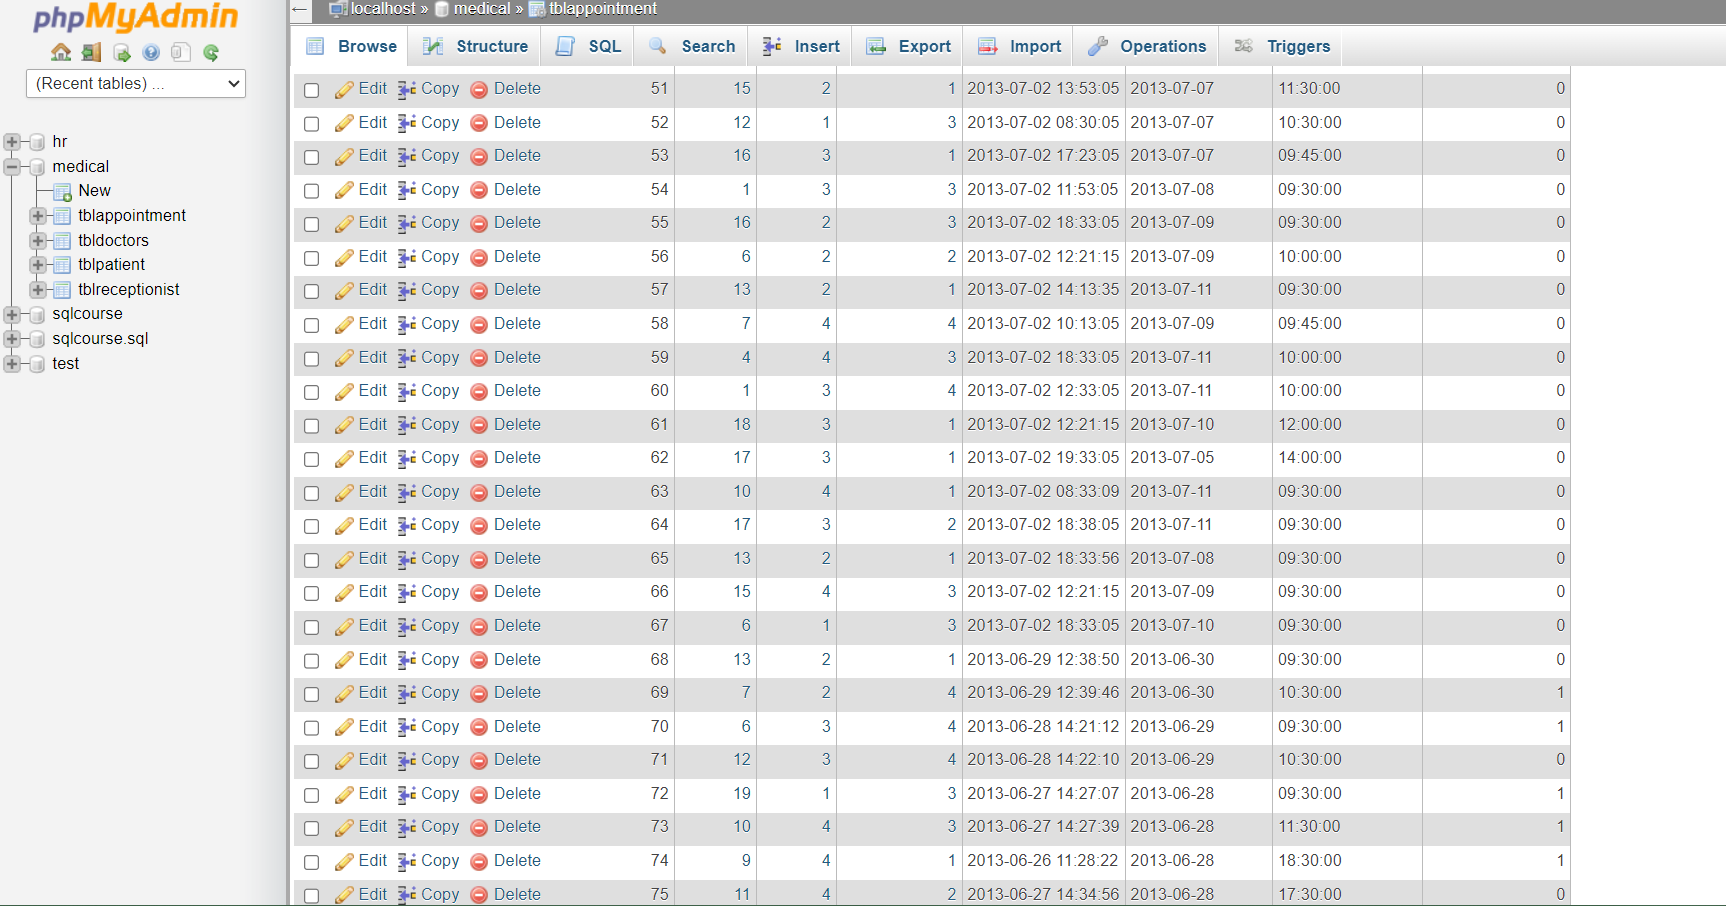 phpMyAdmin
(Recent tables) ...
hr
medical
New
tblappointment
tbldoctors
tblpatient
tblreceptionist
sqlcourse
sqlcourse.sql
test
localhost » medical » tblappointment
Browse Structure SQL Search Insert Export Import Operations Triggers
Edit Copy Delete 51 15 2 1 2013-07-02 13:53:05 2013-07-07 11:30:00 0
Edit Copy Delete 52 12 1 3 2013-07-02 08:30:05 2013-07-07 10:30:00 0
Edit Copy Delete 53 16 3 1 2013-07-02 17:23:05 2013-07-07 09:45:00 0
Edit Copy Delete 54 1 3 3 2013-07-02 11:53:05 2013-07-08 09:30:00 0
Edit Copy Delete 55 16 2 3 2013-07-02 18:33:05 2013-07-09 09:30:00 0
Edit Copy Delete 56 6 2 2 2013-07-02 12:21:15 2013-07-09 10:00:00 0
Edit Copy Delete 57 13 2 1 2013-07-02 14:13:35 2013-07-11 09:30:00 0
Edit Copy Delete 58 7 4 4 2013-07-02 10:13:05 2013-07-09 09:45:00 0
Edit Copy Delete 59 4 4 3 2013-07-02 18:33:05 2013-07-11 10:00:00 0
Edit Copy Delete 60 1 3 4 2013-07-02 12:33:05 2013-07-11 10:00:00 0
Edit Copy Delete 61 18 3 1 2013-07-02 12:21:15 2013-07-10 12:00:00 0
Edit Copy Delete 62 17 3 1 2013-07-02 19:33:05 2013-07-05 14:00:00 0
Edit Copy Delete 63 10 4 1 2013-07-02 08:33:09 2013-07-11 09:30:00 0
Edit Copy Delete 64 17 3 2 2013-07-02 18:38:05 2013-07-11 09:30:00 0
Edit Copy Delete 65 13 2 1 2013-07-02 18:33:56 2013-07-08 09:30:00 0
Edit Copy Delete 66 15 4 3 2013-07-02 12:21:15 2013-07-09 09:30:00 0
Edit Copy Delete 67 6 1 3 2013-07-02 18:33:05 2013-07-10 09:30:00 0
Edit Copy Delete 68 13 2 1 2013-06-29 12:38:50 2013-06-30 09:30:00 0
Edit Copy Delete 69 7 2 4 2013-06-29 12:39:46 2013-06-30 10:30:00 1
Edit Copy Delete 70 6 3 4 2013-06-28 14:21:12 2013-06-29 09:30:00 1
Edit Copy Delete 71 12 3 4 2013-06-28 14:22:10 2013-06-29 10:30:00 0
Edit Copy Delete 72 19 1 3 2013-06-27 14:27:07 2013-06-28 09:30:00 1
Edit Copy Delete 73 10 4 3 2013-06-27 14:27:39 2013-06-28 11:30:00 1
Edit Copy Delete 74 9 4 1 2013-06-26 11:28:22 2013-06-28 18:30:00 1
Edit Copy Delete 75 11 4 2 2013-06-27 14:34:56 2013-06-28 17:30:00 0